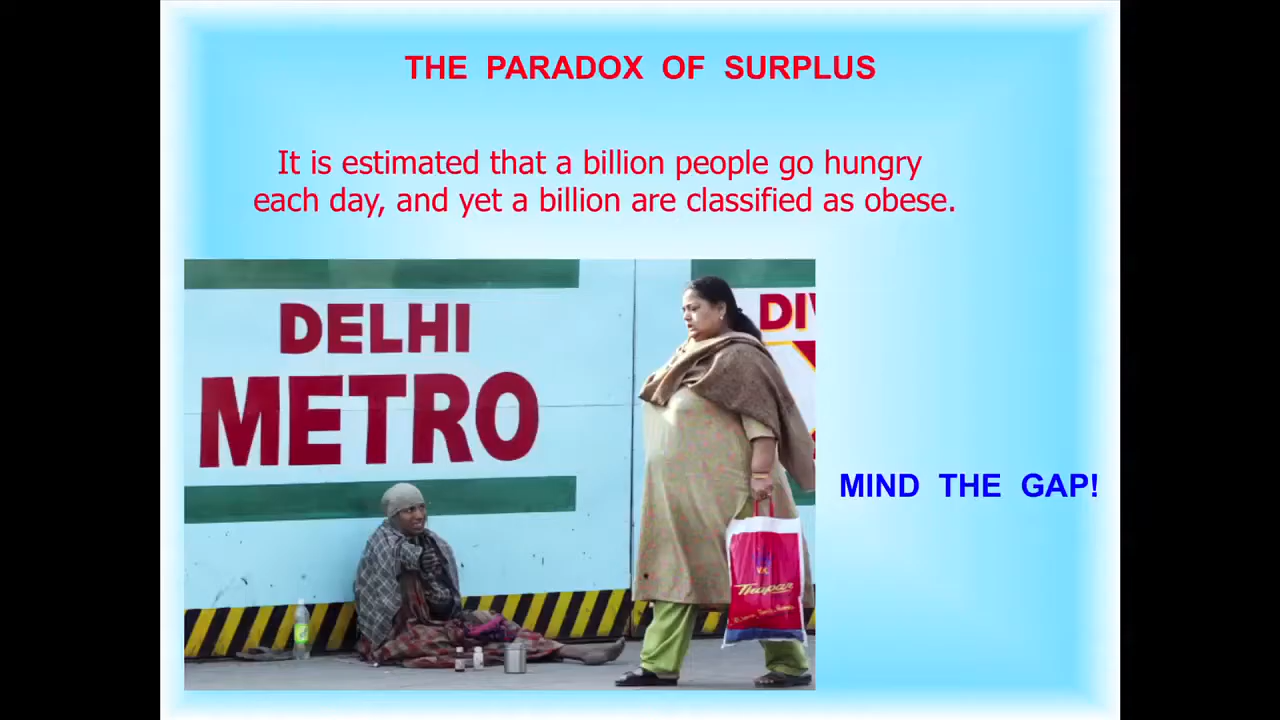 THE PARADOX OF SURPLUS
It is estimated that a billion people go hungry
each day, and yet a billion are classified as obese.
DELHI
METRO
DIV
MIND THE GAP!
V.K.
Thapar